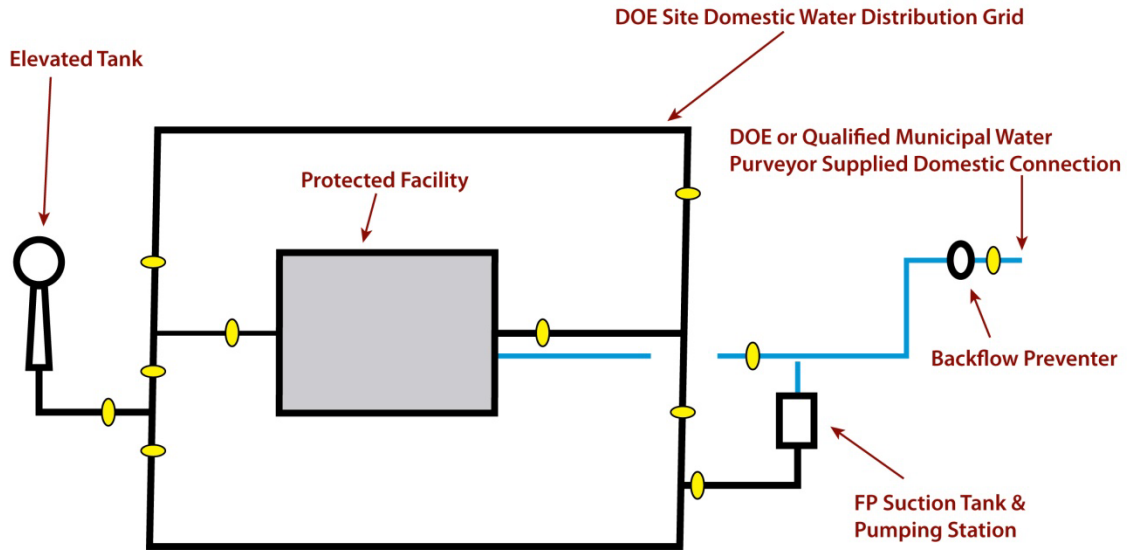 DOE Site Domestic Water Distribution Grid
Elevated Tank
DOE or Qualified Municipal Water
Purveyor Supplied Domestic Connection
Protected Facility
Backflow Preventer
FP Suction Tank &
Pumping Station